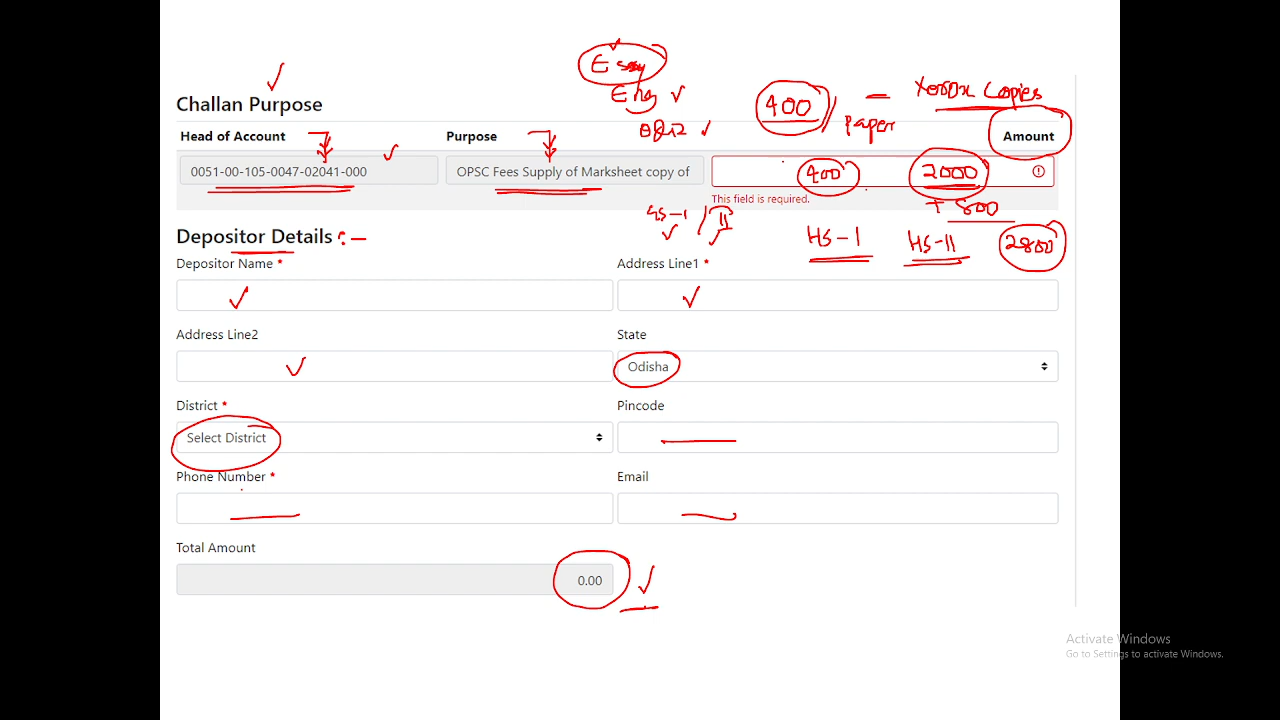 Essay
Eng
400/ Paper — Xerox Copies
Challan Purpose
Head of Account Purpose Amount
0051-00-105-0047-02041-000 OPSC Fees Supply of Marksheet copy of 400 2000
This field is required.
+ 800
GS-1 / II HS-I HS-II 2800
Depositor Details :-
Depositor Name * Address Line1 *
Address Line2 State
Odisha
District * Pincode
Select District
Phone Number * Email
Total Amount
0.00
Activate Windows
Go to Settings to activate Windows.